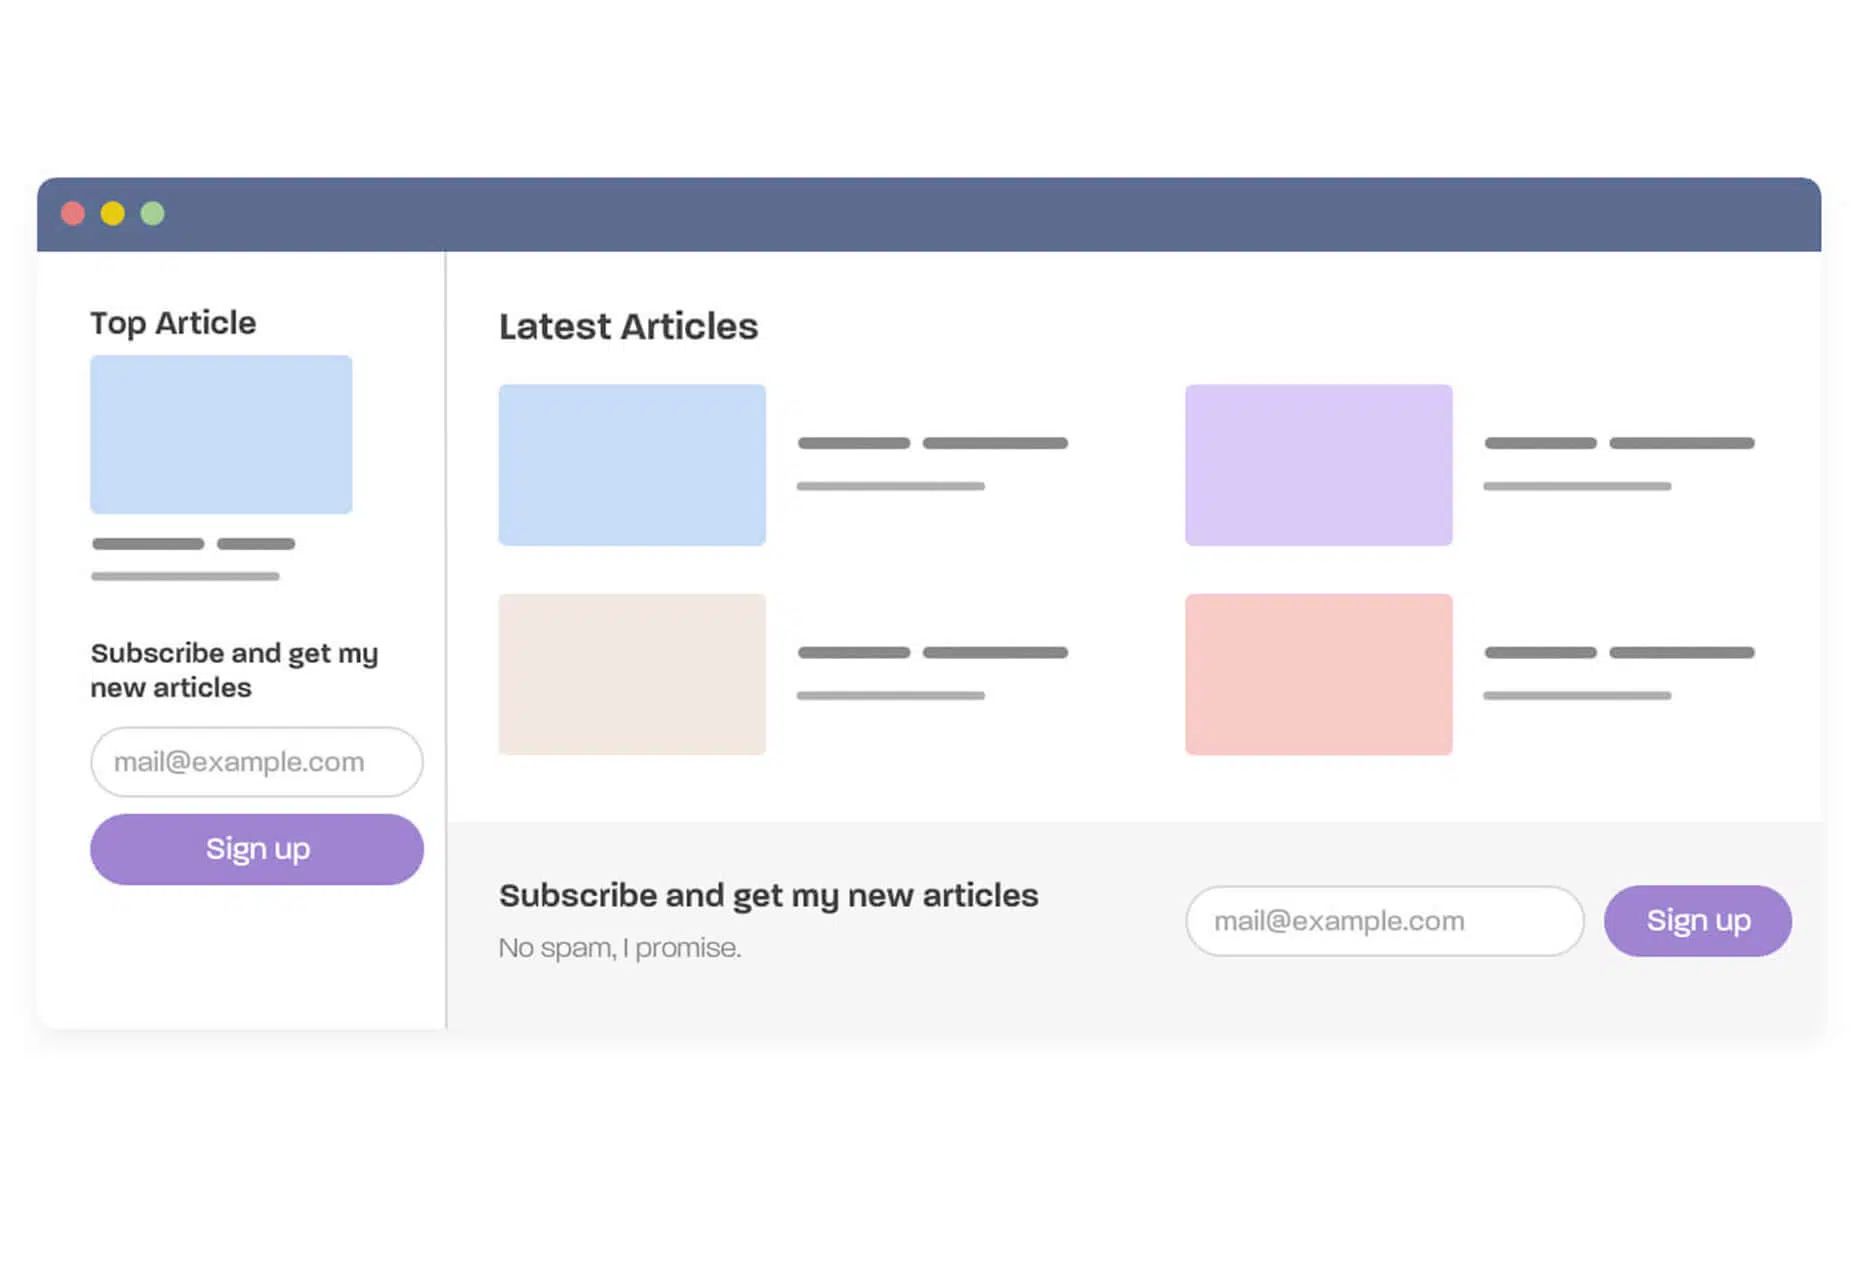 Top Article
Subscribe and get my
new articles
mail@example.com
Sign up
Latest Articles
Subscribe and get my new articles
No spam, I promise.
mail@example.com
Sign up